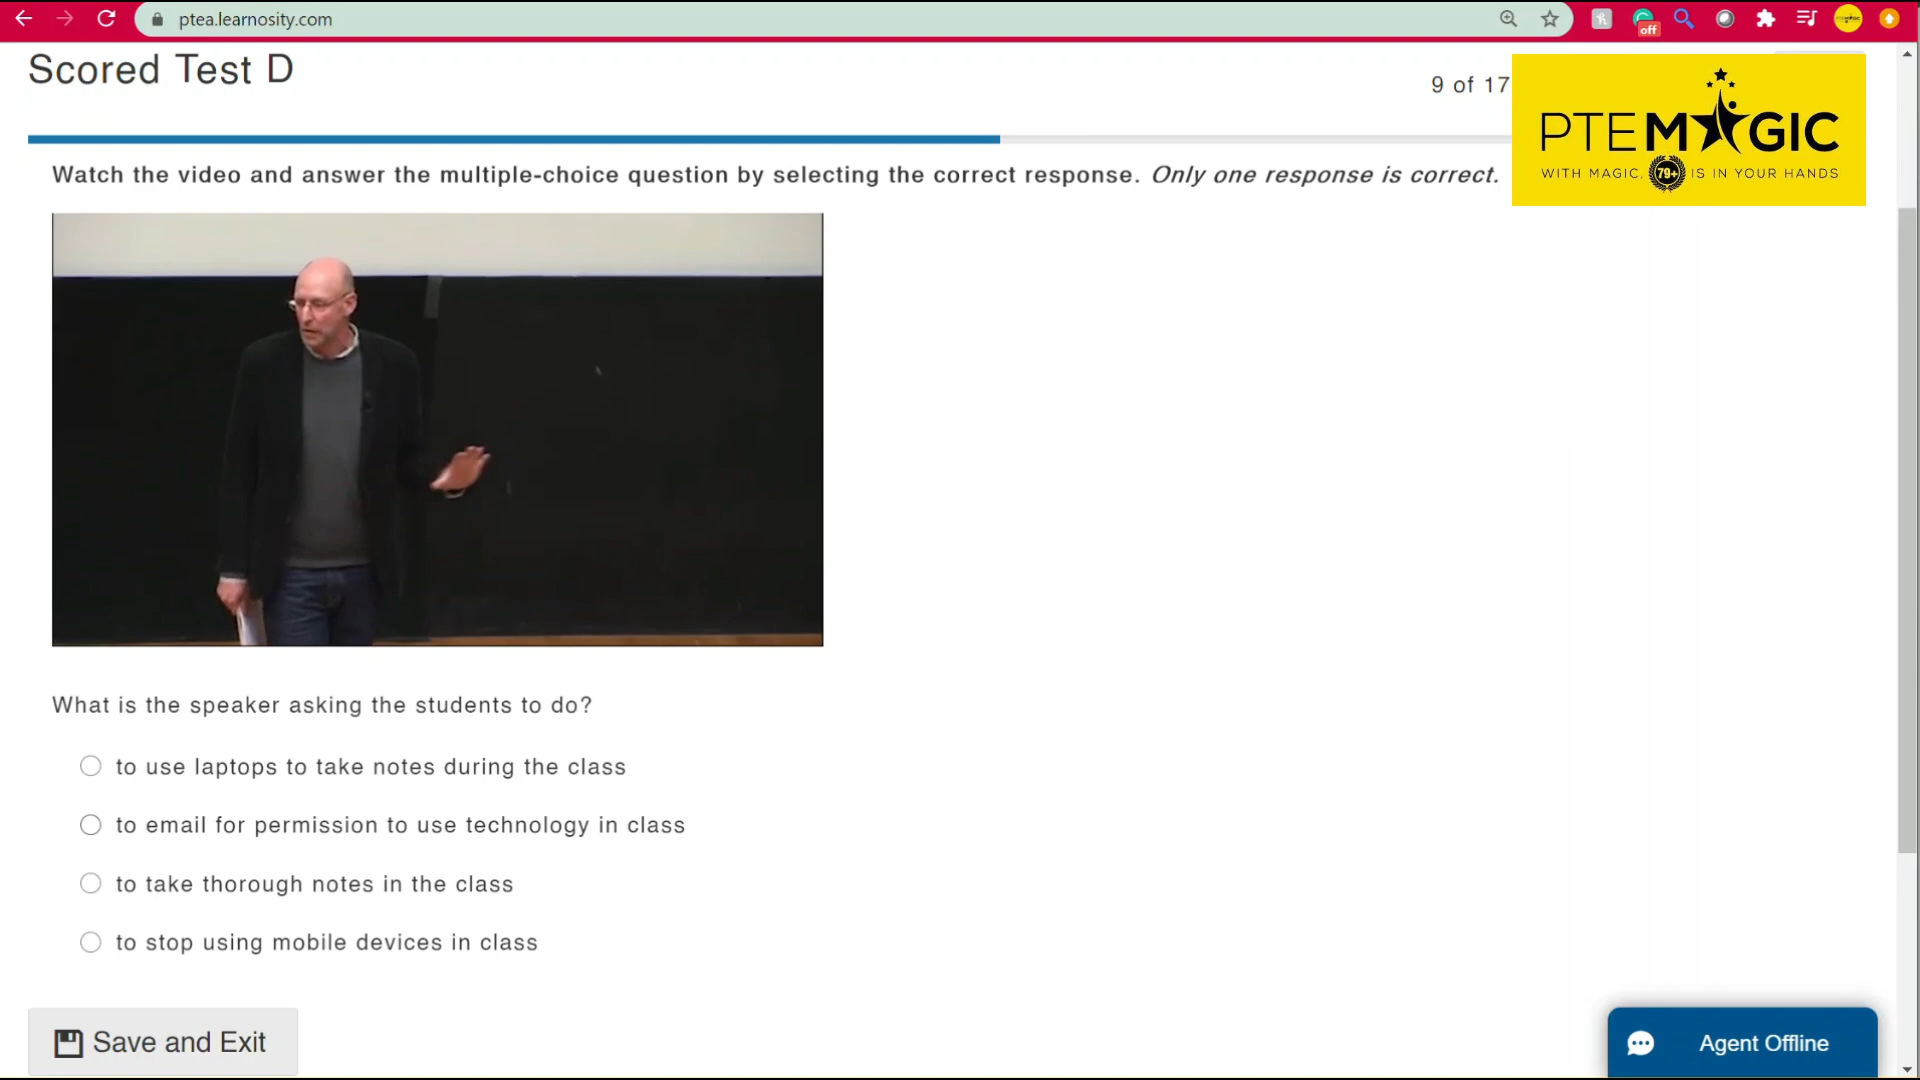 ptea.learnosity.com
off
Scored Test D
9 of 17
PTEMAGIC
WITH MAGIC, 79+ IS IN YOUR HANDS
Watch the video and answer the multiple-choice question by selecting the correct response. Only one response is correct.
What is the speaker asking the students to do?
to use laptops to take notes during the class
to email for permission to use technology in class
to take thorough notes in the class
to stop using mobile devices in class
Save and Exit
Agent Offline